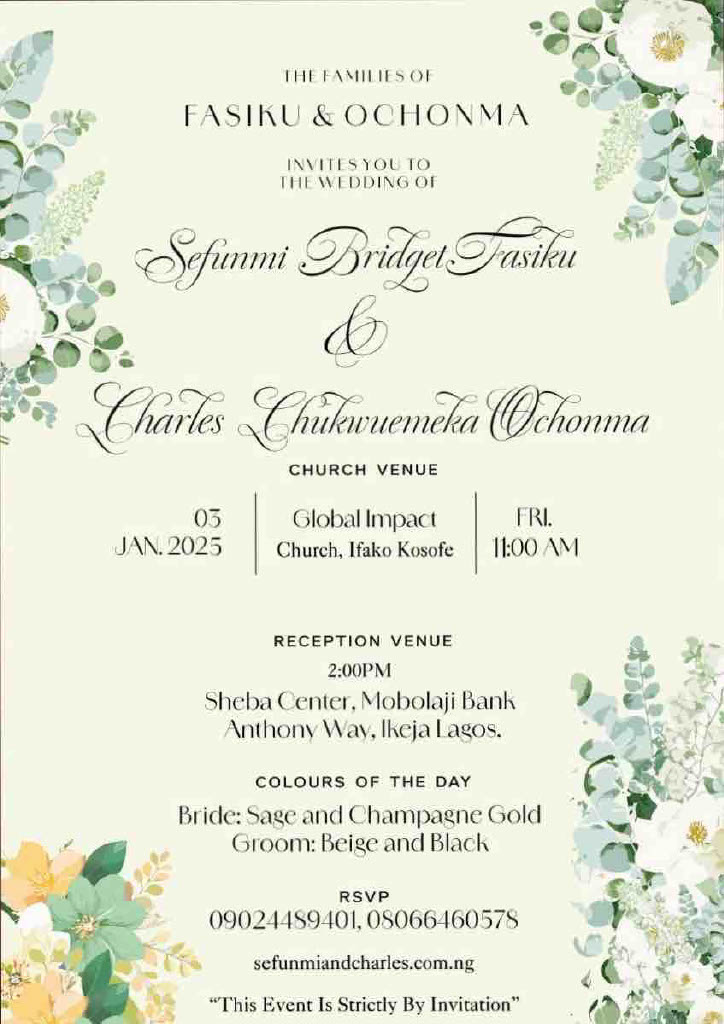 THE FAMILIES OF
FASIKU & OCHONMA
INVITES YOU TO
THE WEDDING OF
Sefunmi Bridget Fasiku
&
Charles Chukwuemeka Ochonma
CHURCH VENUE
03
JAN. 2025
Global Impact
Church, Ifako Kosofe
FRI.
11:00 AM
RECEPTION VENUE
2:00PM
Sheba Center, Mobolaji Bank
Anthony Way, Ikeja Lagos.
COLOURS OF THE DAY
Bride: Sage and Champagne Gold
Groom: Beige and Black
RSVP
09024489401, 08066460578
sefunmiandcharles.com.ng
“This Event Is Strictly By Invitation”